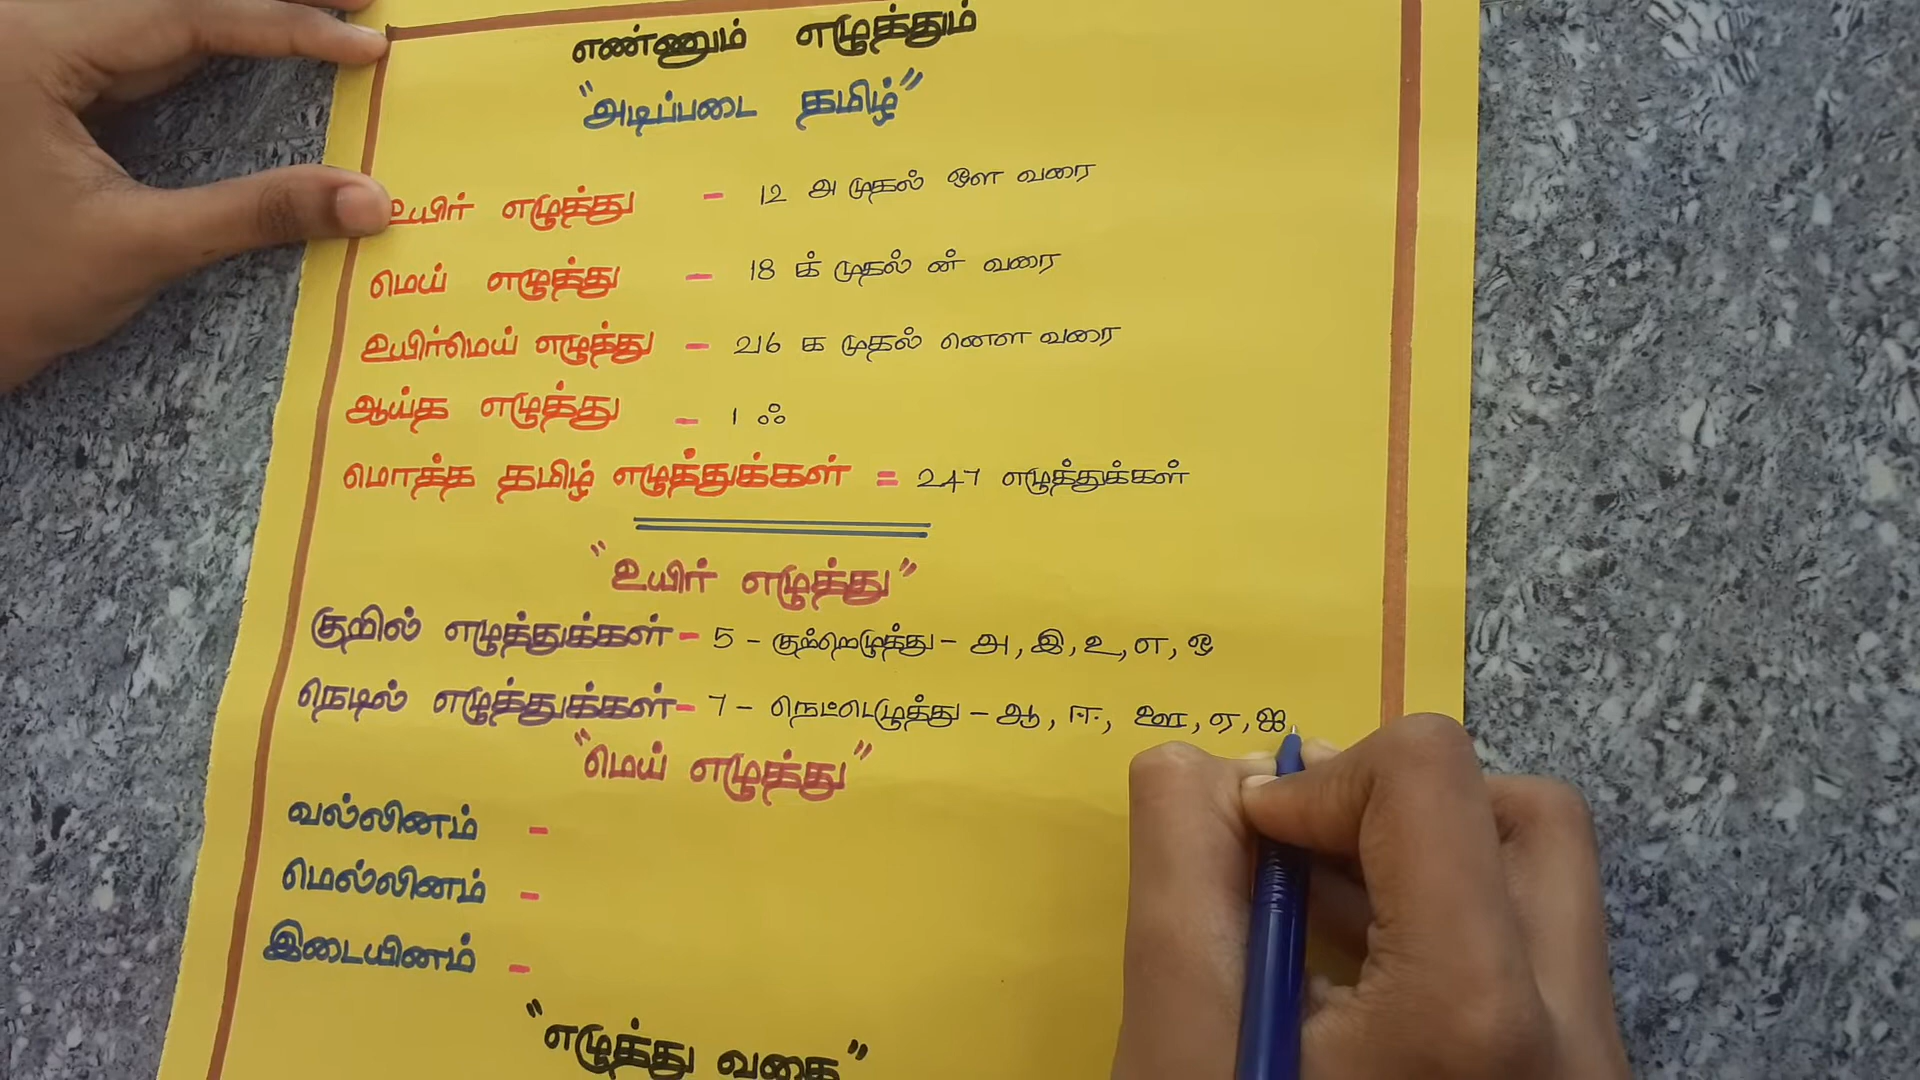 எண்ணும் எழுத்தும்
"அடிப்படை தமிழ்"
உயிர் எழுத்து - 12 அ முதல் ஔ வரை
மெய் எழுத்து - 18 க் முதல் ன் வரை
உயிர்மெய் எழுத்து - 216 க முதல் னௌ வரை
ஆய்த எழுத்து - 1 ஃ
மொத்த தமிழ் எழுத்துக்கள் = 247 எழுத்துக்கள்
"உயிர் எழுத்து"
குறில் எழுத்துக்கள் - 5 - குற்றெழுத்து - அ, இ, உ, எ, ஒ
நெடில் எழுத்துக்கள் - 7 - நெட்டெழுத்து - ஆ, ஈ, ஊ, ஏ, ஐ,
"மெய் எழுத்து"
வல்லினம் -
மெல்லினம் -
இடையினம் -
"எழுத்து வகை"